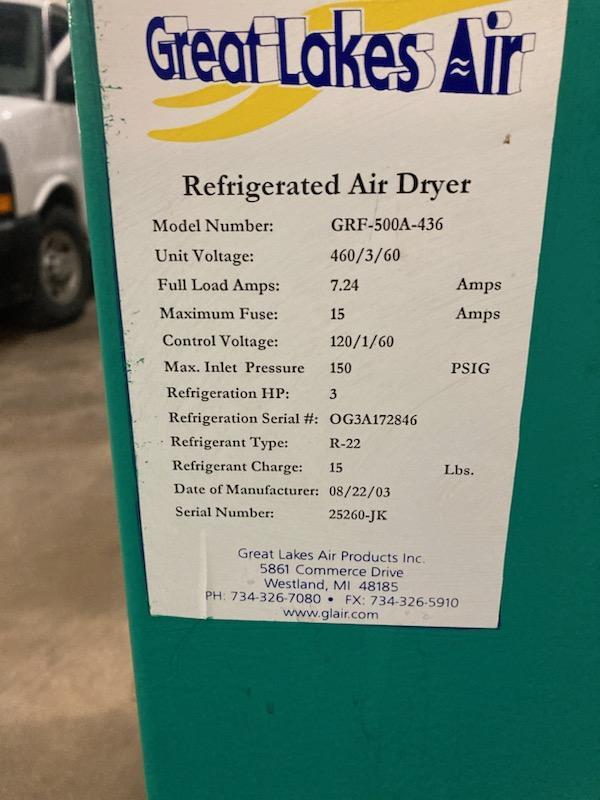 Great Lakes Air
Refrigerated Air Dryer
Model Number: GRF-500A-436
Unit Voltage: 460/3/60
Full Load Amps: 7.24 Amps
Maximum Fuse: 15 Amps
Control Voltage: 120/1/60
Max. Inlet Pressure 150 PSIG
Refrigeration HP: 3
Refrigeration Serial #: OG3A172846
Refrigerant Type: R-22
Refrigerant Charge: 15 Lbs.
Date of Manufacturer: 08/22/03
Serial Number: 25260-JK
Great Lakes Air Products Inc.
5861 Commerce Drive
Westland, MI 48185
PH: 734-326-7080 • FX: 734-326-5910
www.glair.com